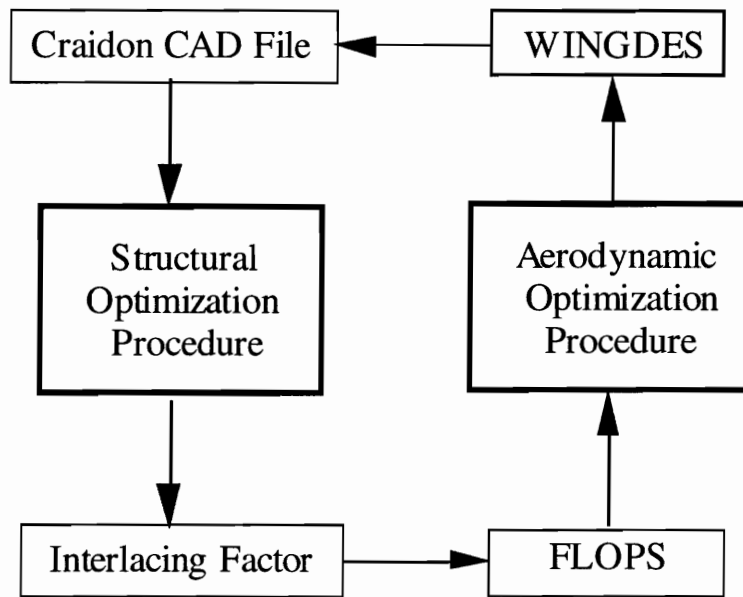 Craidon CAD File
WINGDES
Structural
Optimization
Procedure
Aerodynamic
Optimization
Procedure
Interlacing Factor
FLOPS